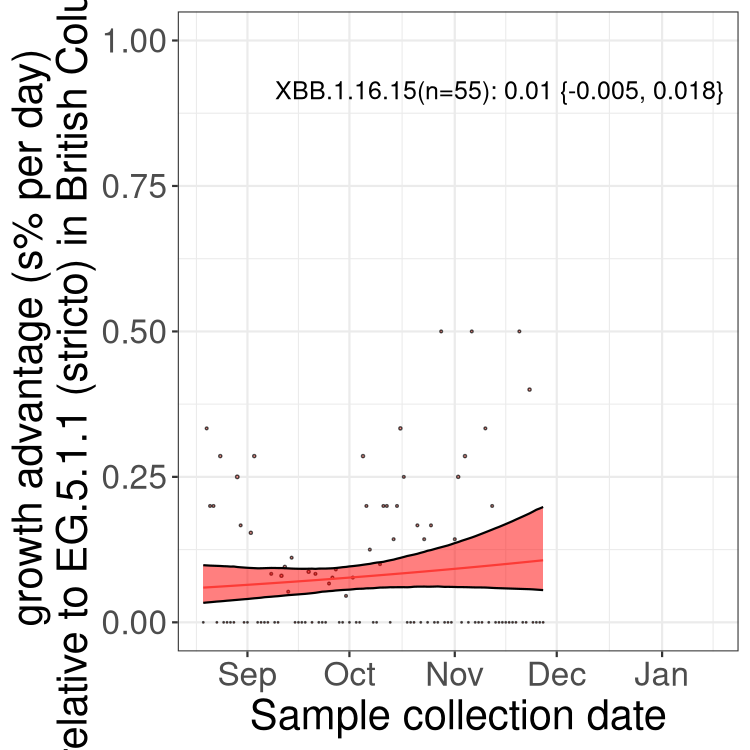 growth advantage (s% per day)
relative to EG.5.1.1 (stricto) in British Colu
1.00
0.75
0.50
0.25
0.00
XBB.1.16.15(n=55): 0.01 {-0.005, 0.018}
Sep Oct Nov Dec Jan
Sample collection date